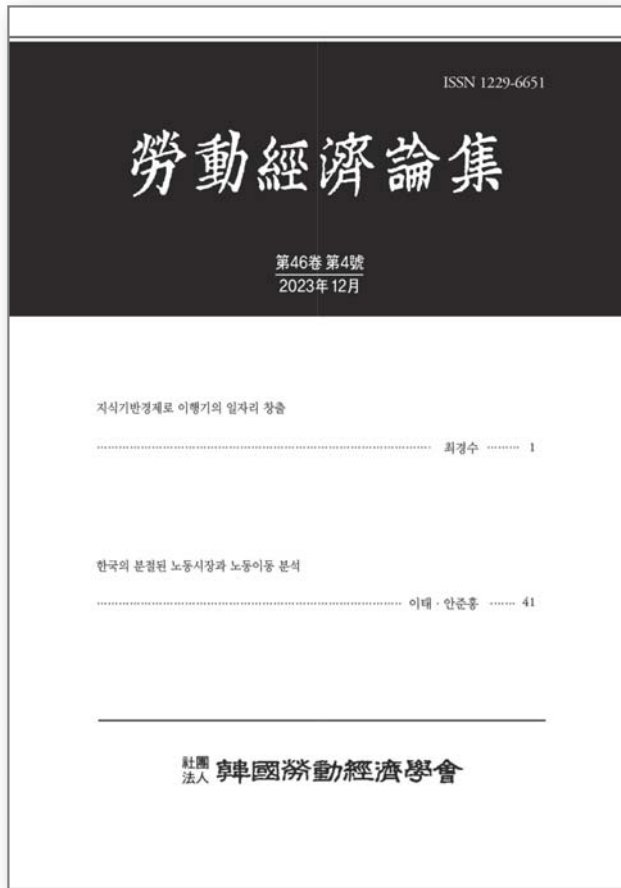 ISSN 1229-6651
勞動經濟論集
第46卷 第4號
2023年 12月
지식기반경제로 이행기의 일자리 창출
최경수 1
한국의 분절된 노동시장과 노동이동 분석
이태 · 안준홍 41
社團法人 韓國勞動經濟學會